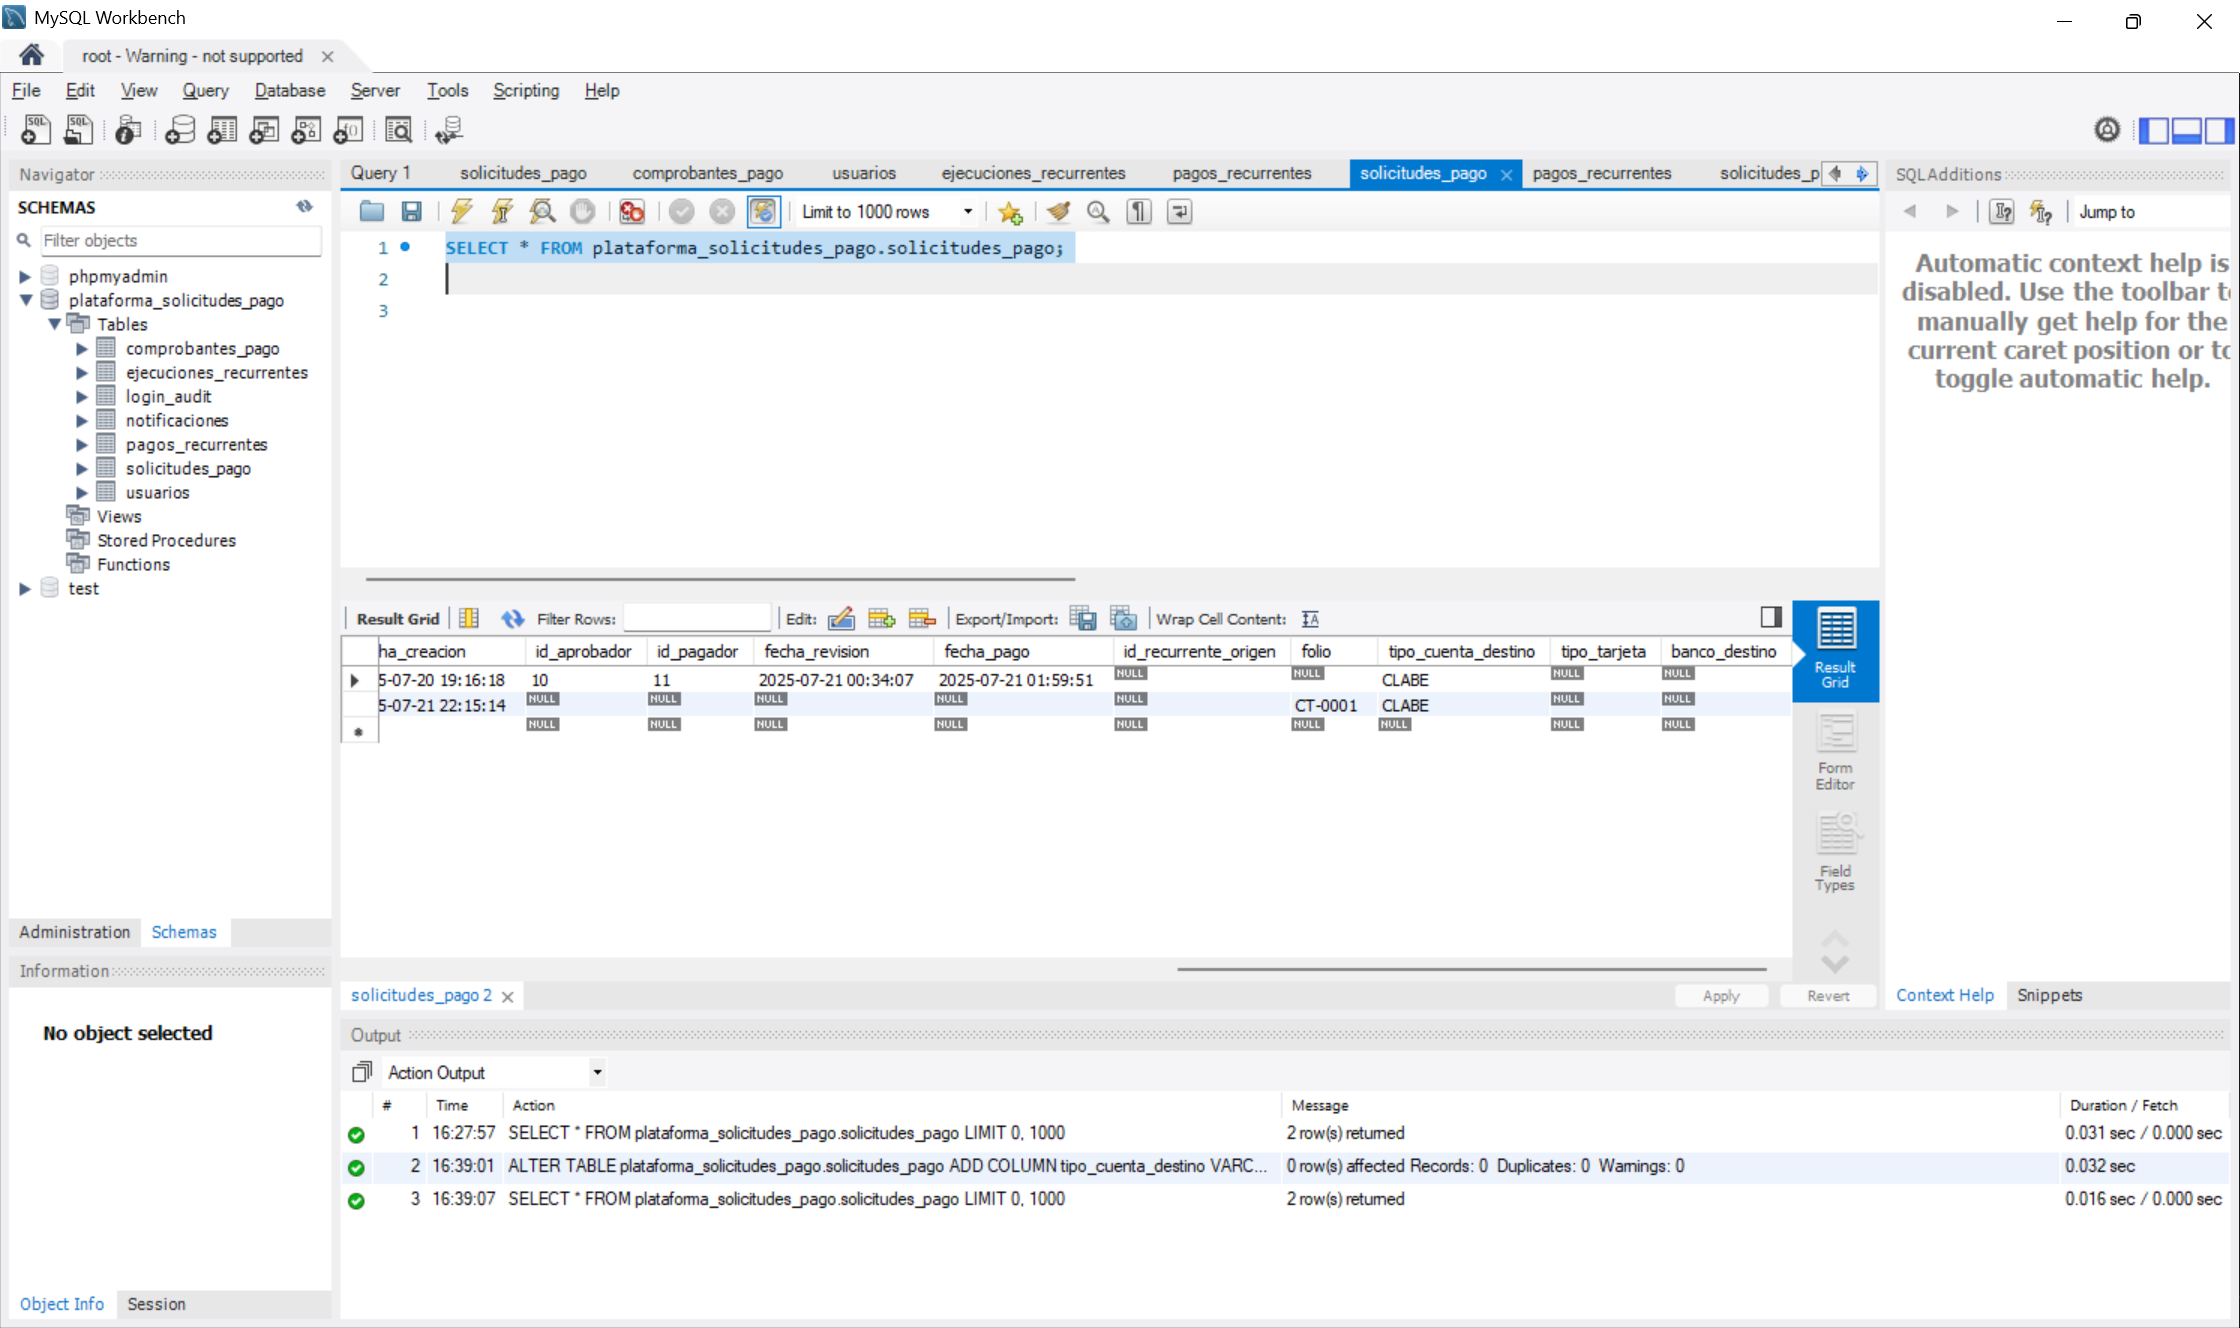 MySQL Workbench
root - Warning - not supported
File Edit View Query Database Server Tools Scripting Help
Navigator
SCHEMAS
Filter objects
phpmyadmin
plataforma_solicitudes_pago
Tables
comprobantes_pago
ejecuciones_recurrentes
login_audit
notificaciones
pagos_recurrentes
solicitudes_pago
usuarios
Views
Stored Procedures
Functions
test
Administration Schemas
Information
No object selected
Object Info Session
Query 1 solicitudes_pago comprobantes_pago usuarios ejecuciones_recurrentes pagos_recurrentes solicitudes_pago pagos_recurrentes solicitudes_p
Limit to 1000 rows
1 SELECT * FROM plataforma_solicitudes_pago.solicitudes_pago;
2
3
Result Grid Filter Rows: Edit: Export/Import: Wrap Cell Content:
ha_creacion id_aprobador id_pagador fecha_revision fecha_pago id_recurrente_origen folio tipo_cuenta_destino tipo_tarjeta banco_destino
5-07-20 19:16:18 10 11 2025-07-21 00:34:07 2025-07-21 01:59:51 NULL NULL CLABE NULL NULL
5-07-21 22:15:14 NULL NULL NULL NULL NULL CT-0001 CLABE NULL NULL
NULL NULL NULL NULL NULL NULL NULL NULL NULL
Result
Grid
Form
Editor
Field
Types
solicitudes_pago 2
Apply Revert
SQLAdditions
Jump to
Automatic context help is
disabled. Use the toolbar t
manually get help for the
current caret position or to
toggle automatic help.
Context Help Snippets
Output
Action Output
# Time Action Message Duration / Fetch
1 16:27:57 SELECT * FROM plataforma_solicitudes_pago.solicitudes_pago LIMIT 0, 1000 2 row(s) returned 0.031 sec / 0.000 sec
2 16:39:01 ALTER TABLE plataforma_solicitudes_pago.solicitudes_pago ADD COLUMN tipo_cuenta_destino VARC... 0 row(s) affected Records: 0 Duplicates: 0 Warnings: 0 0.032 sec
3 16:39:07 SELECT * FROM plataforma_solicitudes_pago.solicitudes_pago LIMIT 0, 1000 2 row(s) returned 0.016 sec / 0.000 sec